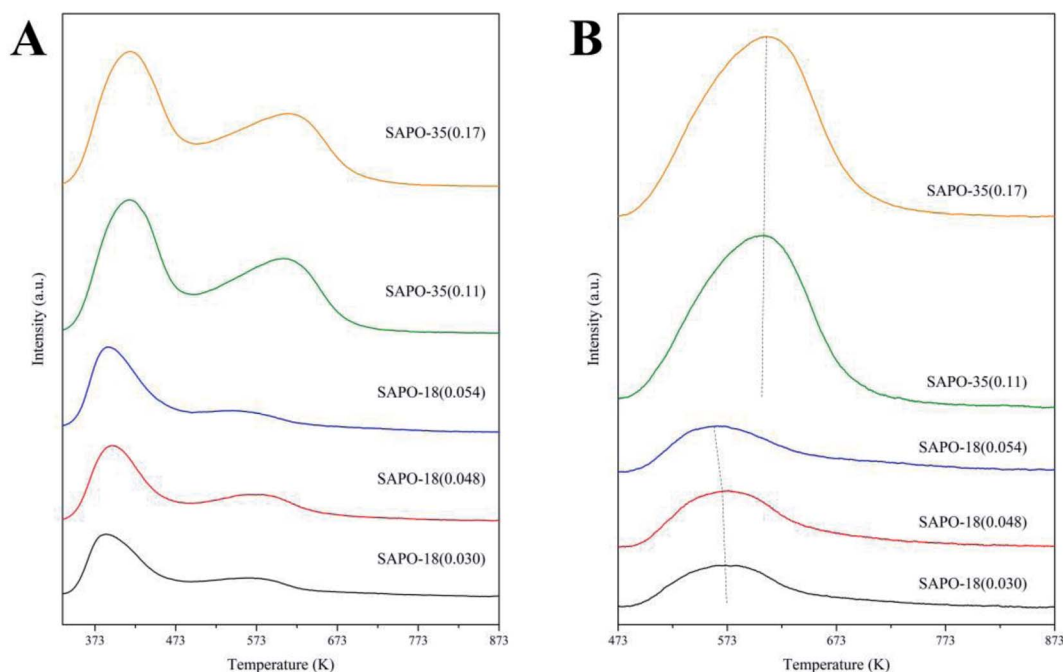 A
SAPO-35(0.17)
SAPO-35(0.11)
SAPO-18(0.054)
SAPO-18(0.048)
SAPO-18(0.030)
Intensity (a.u.)
373 473 573 673 773 873
Temperature (K)
B
SAPO-35(0.17)
SAPO-35(0.11)
SAPO-18(0.054)
SAPO-18(0.048)
SAPO-18(0.030)
Intensity (a.u.)
473 573 673 773 873
Temperature (K)